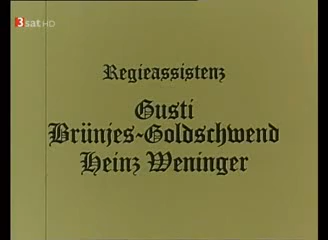 3sat HD
Regieassistenz
Gusti
Brünjes-Goldschwend
Heinz Weninger